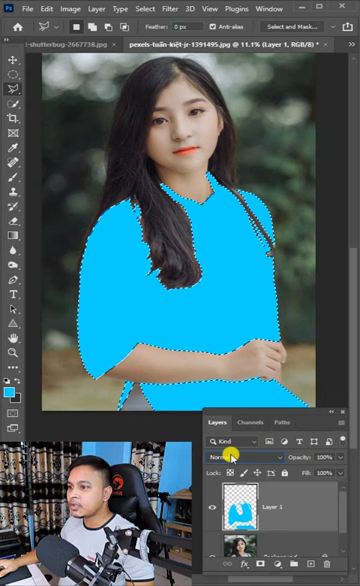 Ps File Edit Image Layer Type Select Filter 3D View Plugins Window
Feather: 0 px Anti-alias Select and Mask...
-shutterbug-2667738.jpg × pexels-tuấn-kiệt-jr-1391495.jpg @ 11.1% (Layer 1, RGB/8) * ×
Layers Channels Paths
Kind
Opacity: 100%
Lock: Fill: 100%
Layer 1
fx